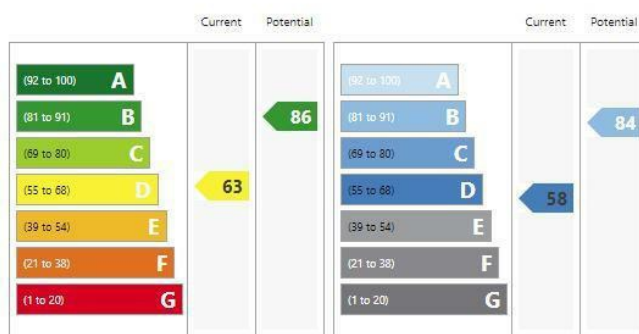 Current Potential
(92 to 100) A
(81 to 91) B
86
(69 to 80) C
(55 to 68) D
63
(39 to 54) E
(21 to 38) F
(1 to 20) G
Current Potential
(92 to 100) A
(81 to 91) B
84
(69 to 80) C
(55 to 68) D
58
(39 to 54) E
(21 to 38) F
(1 to 20) G